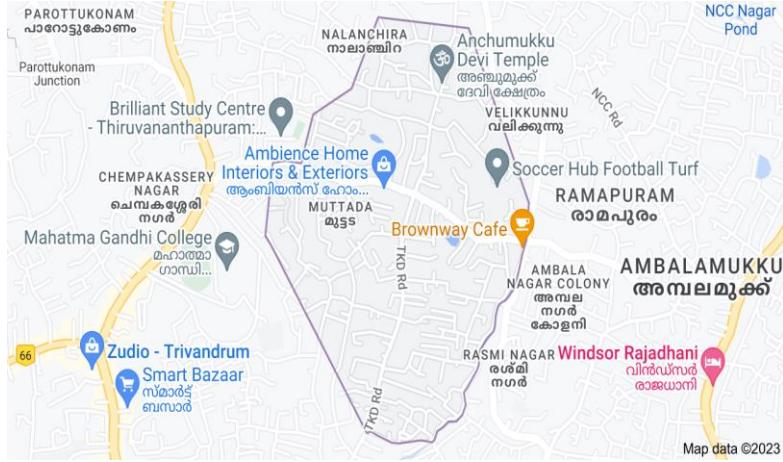 PAROTTUKONAM
പാറോട്ടുകോണം
Parottukonam
Junction
NALANCHIRA
നാലാഞ്ചിറ
Anchumukku
Devi Temple
അഞ്ചുമുക്ക്
ദേവി ക്ഷേത്രം
NCC Nagar
Pond
NCC Rd
Brilliant Study Centre
- Thiruvananthapuram:...
VELIKKUNNU
വലിക്കുന്നു
Ambience Home
Interiors & Exteriors
ആംബിയൻസ് ഹോം...
Soccer Hub Football Turf
CHEMPAKASSERY
NAGAR
ചെമ്പകശ്ശേരി
നഗർ
MUTTADA
മുട്ടട
RAMAPURAM
രാമപുരം
Brownway Cafe
Mahatma Gandhi College
മഹാത്മാ
ഗാന്ധി...
TKD Rd
AMBALA
NAGAR COLONY
അമ്പല
നഗർ
കോളനി
AMBALAMUKKU
അമ്പലമുക്ക്
66
Zudio - Trivandrum
Smart Bazaar
സ്മാർട്ട്
ബസാർ
RASMI NAGAR
രശ്മി
നഗർ
Windsor Rajadhani
വിൻഡ്സർ
രാജധാനി
TKD Rd
Map data ©2023